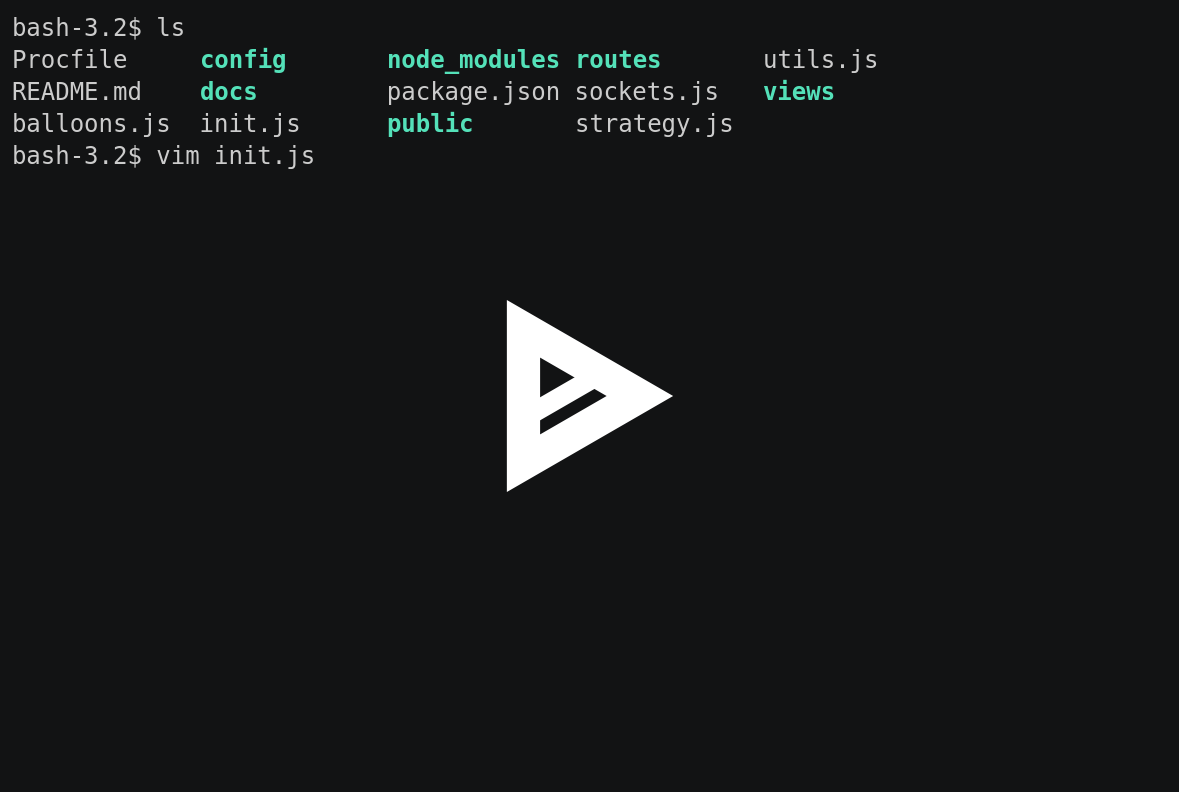 bash-3.2$ ls
Procfile config node_modules routes utils.js
README.md docs package.json sockets.js views
balloons.js init.js public strategy.js
bash-3.2$ vim init.js